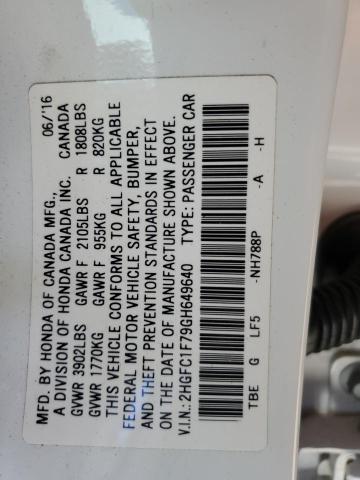 MFD. BY HONDA OF CANADA MFG., 06/'16
A DIVISION OF HONDA CANADA INC. CANADA
GVWR 3902LBS GAWR F 2105LBS R 1808LBS
GVWR 1770KG GAWR F 955KG R 820KG
THIS VEHICLE CONFORMS TO ALL APPLICABLE
FEDERAL MOTOR VEHICLE SAFETY, BUMPER,
AND THEFT PREVENTION STANDARDS IN EFFECT
ON THE DATE OF MANUFACTURE SHOWN ABOVE.
V.I.N.: 2HGFC1F79GH649640 TYPE: PASSENGER CAR
TBE G LF5 -NH788P -A -H